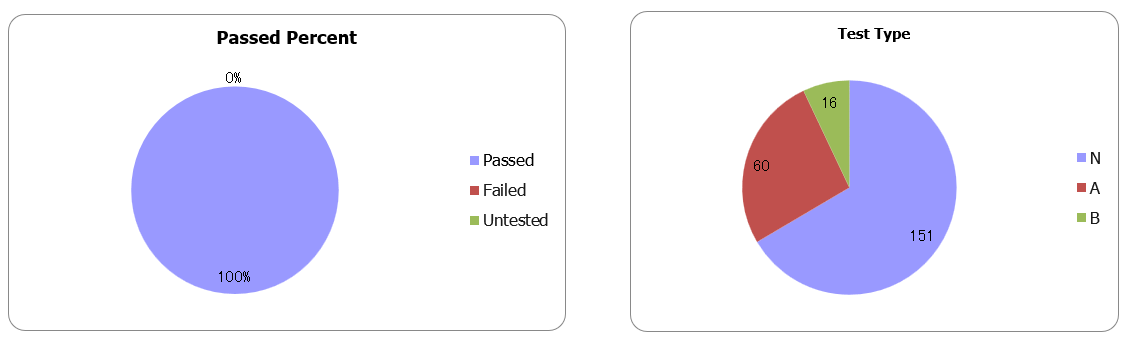 Passed Percent
0%
100%
Passed
Failed
Untested
Test Type
16
60
151
N
A
B